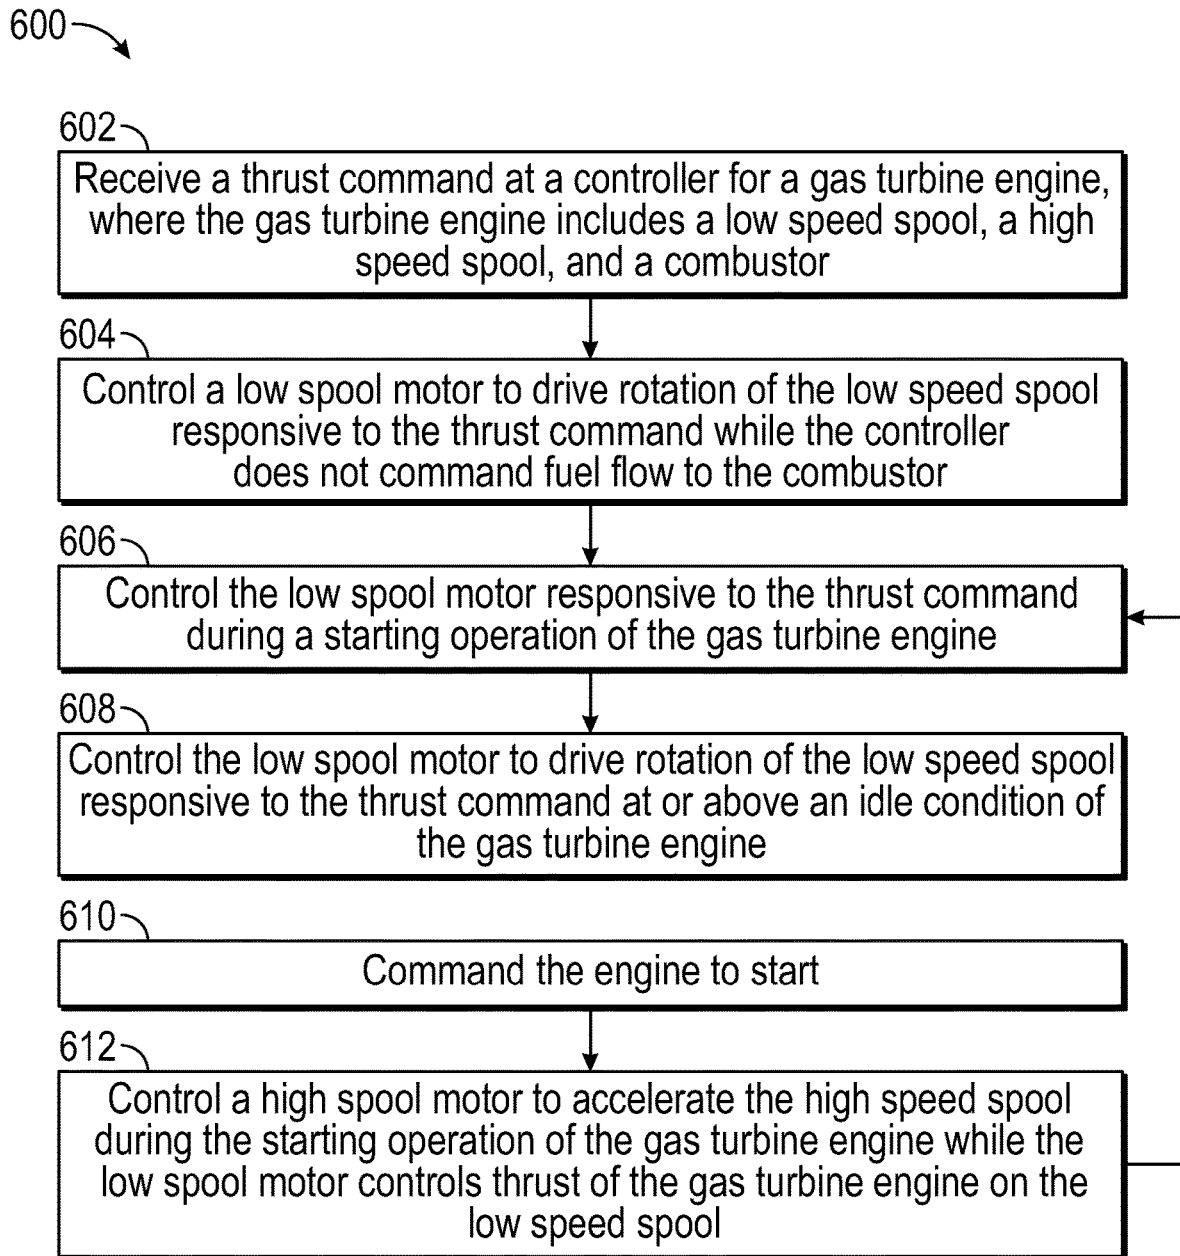 600
602
Receive a thrust command at a controller for a gas turbine engine,
where the gas turbine engine includes a low speed spool, a high
speed spool, and a combustor
604
Control a low spool motor to drive rotation of the low speed spool
responsive to the thrust command while the controller
does not command fuel flow to the combustor
606
Control the low spool motor responsive to the thrust command
during a starting operation of the gas turbine engine
608
Control the low spool motor to drive rotation of the low speed spool
responsive to the thrust command at or above an idle condition of
the gas turbine engine
610
Command the engine to start
612
Control a high spool motor to accelerate the high speed spool
during the starting operation of the gas turbine engine while the
low spool motor controls thrust of the gas turbine engine on the
low speed spool